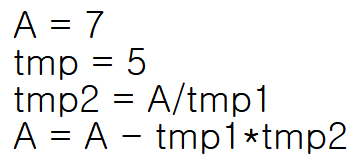 A = 7
tmp = 5
tmp2 = A/tmp1
A = A - tmp1*tmp2